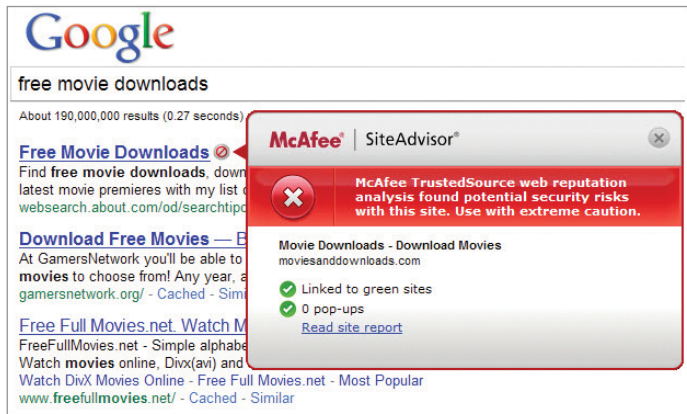 Google
free movie downloads
About 190,000,000 results (0.27 seconds)
Free Movie Downloads
Find free movie downloads, down
latest movie premieres with my list
websearch.about.com/od/searchtipc
Download Free Movies — B
At GamersNetwork you'll be able to
movies to choose from! Any year, a
gamersnetwork.org/ - Cached - Simi
Free Full Movies.net. Watch M
FreeFullMovies.net - Simple alphabe
Watch movies online, Divx(avi) and
Watch DivX Movies Online - Free Full Movies.net - Most Popular
www.freefullmovies.net/ - Cached - Similar
McAfee® | SiteAdvisor®
McAfee TrustedSource web reputation
analysis found potential security risks
with this site. Use with extreme caution.
Movie Downloads - Download Movies
moviesanddownloads.com
Linked to green sites
0 pop-ups
Read site report